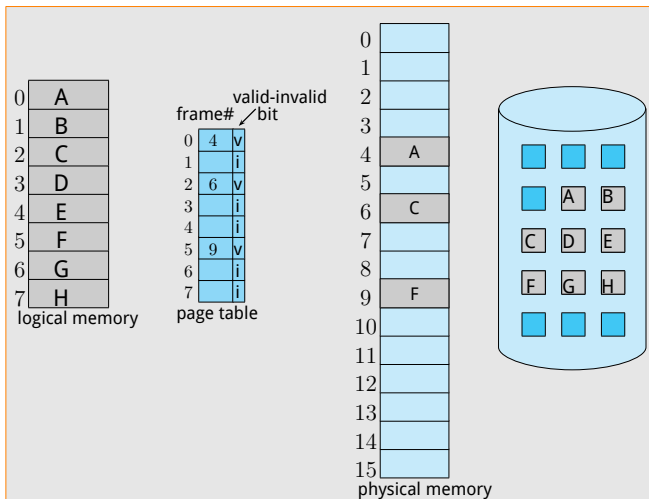 0 A
1 B
2 C
3 D
4 E
5 F
6 G
7 H
logical memory
valid-invalid
frame# bit
0 4 v
1 i
2 6 v
3 i
4 i
5 9 v
6 i
7 i
page table
0
1
2
3
4 A
5
6 C
7
8
9 F
10
11
12
13
14
15
physical memory
A B
C D E
F G H